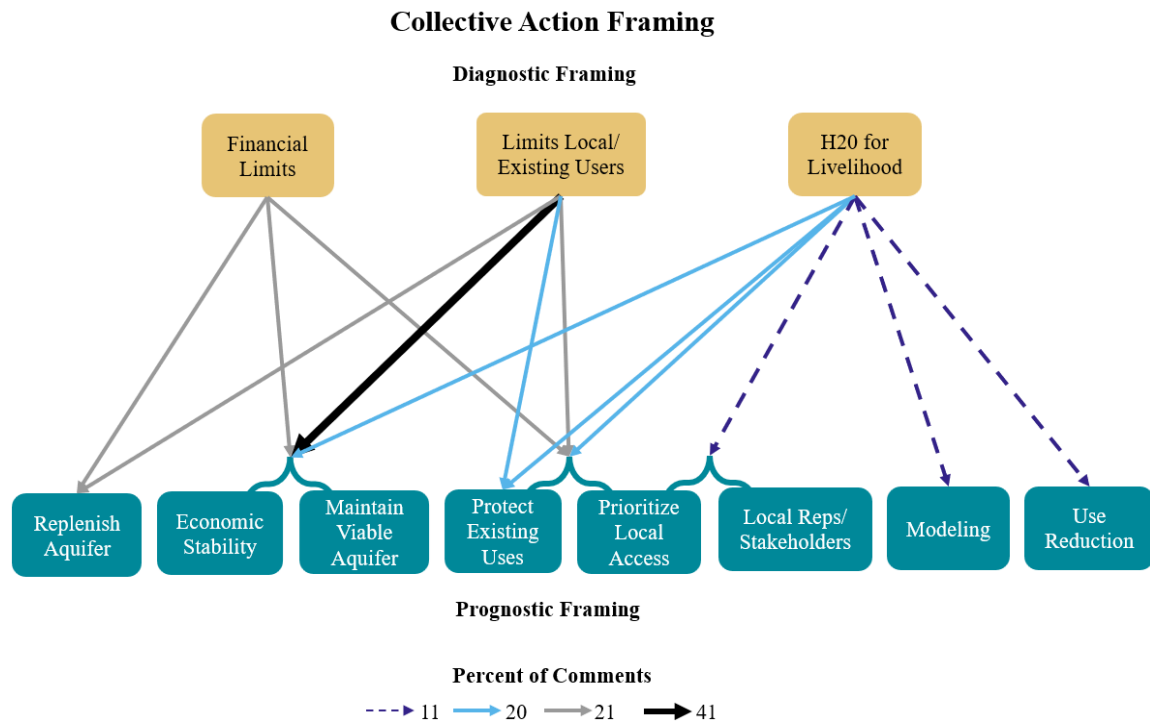 Collective Action Framing
Diagnostic Framing
Financial
Limits
Limits Local/
Existing Users
H20 for
Livelihood
Replenish
Aquifer
Economic
Stability
Maintain
Viable
Aquifer
Protect
Existing
Uses
Prioritize
Local
Access
Local Reps/
Stakeholders
Modeling
Use
Reduction
Prognostic Framing
Percent of Comments
11
20
21
41